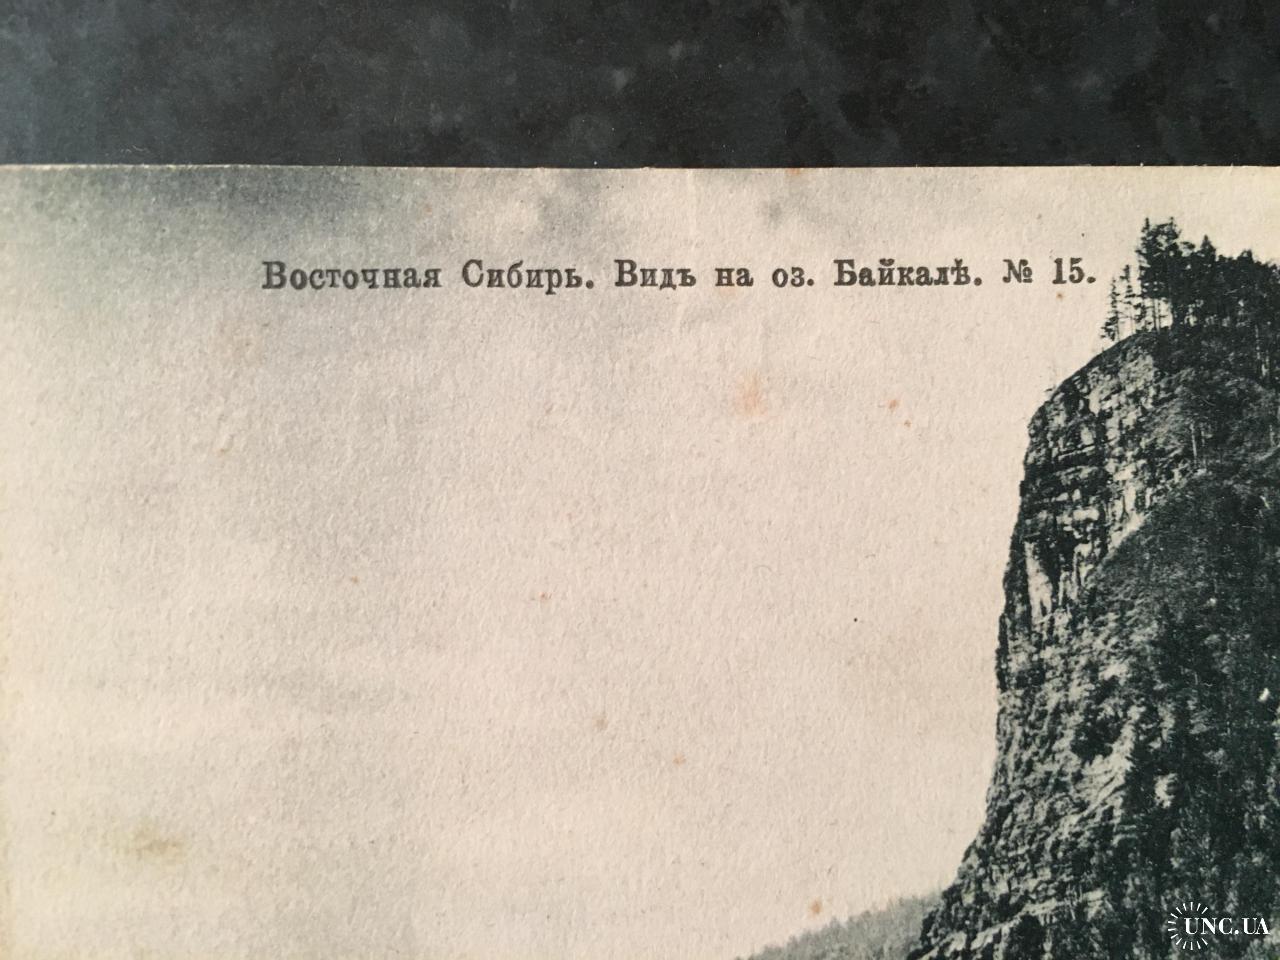 Восточная Сибирь. Видъ на оз. Байкалѣ. № 15.
UNC.UA